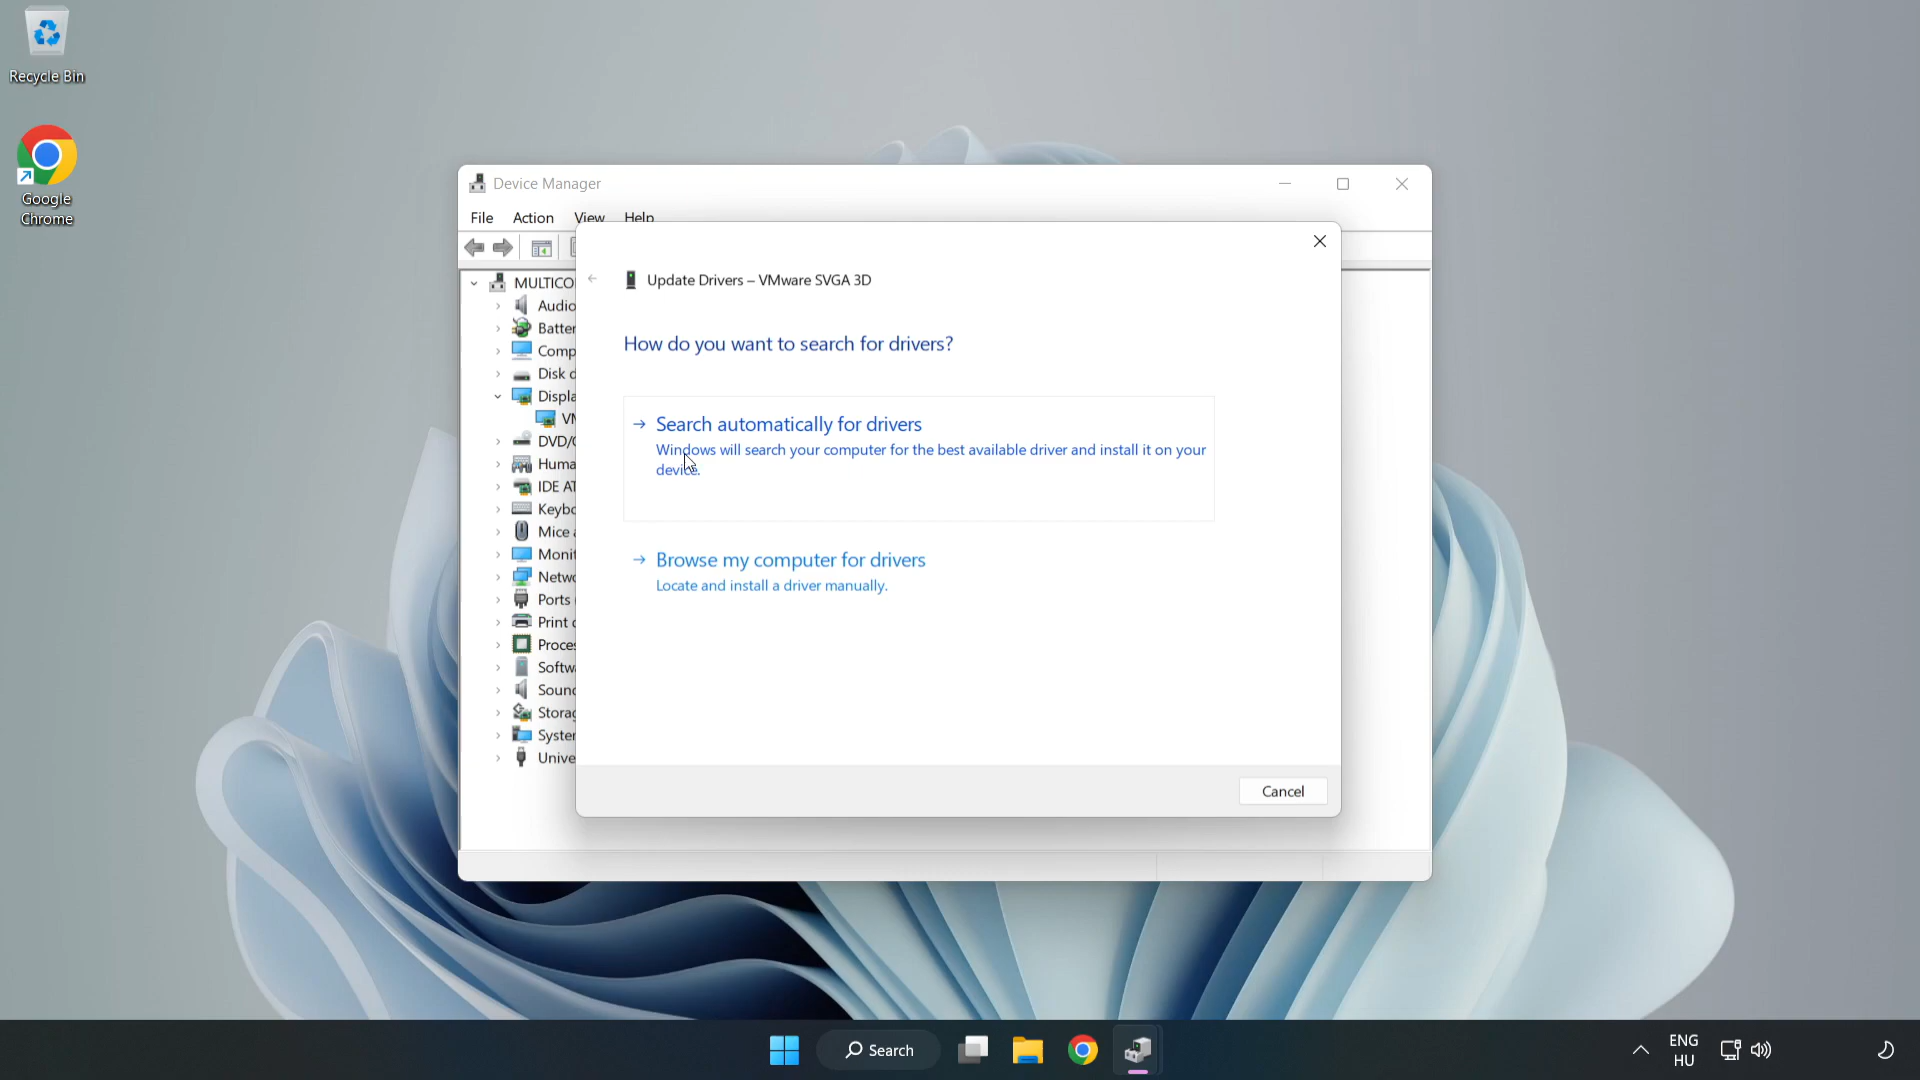 Recycle Bin
Google
Chrome
Device Manager
File Action View Help
MULTICO
Audio
Batter
Comp
Disk d
Displa
VM
DVD/C
Huma
IDE AT
Keybo
Mice a
Monit
Netwo
Ports
Print
Proces
Softwa
Sound
Storag
System
Unive
Update Drivers – VMware SVGA 3D
How do you want to search for drivers?
Search automatically for drivers
Windows will search your computer for the best available driver and install it on your
device.
Browse my computer for drivers
Locate and install a driver manually.
Cancel
Search
ENG
HU